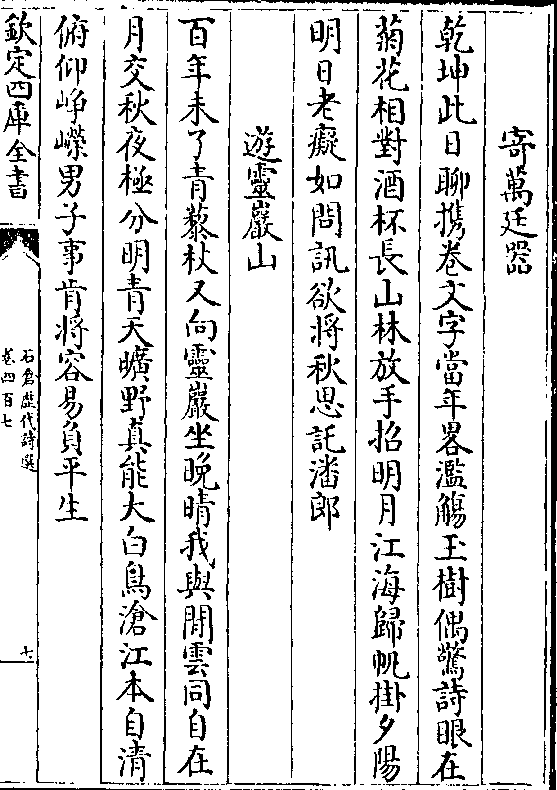 寄萬廷器
乾坤此日聊攜卷文字當年畧濫觴玉樹偶驚詩眼在
菊花相對酒杯長山林放手招明月江海歸帆掛夕陽
明日老癡如問訊欲將秋思託潘郎
遊靈巖山
百年未了青藜杖又向靈巖坐晚晴我與閒雲同自在
月交秋夜極分明青天曠野真能大白鳥滄江本自清
俯仰崢嶸男子事肯將容易負平生
欽定四庫全書
石倉歷代詩選
卷四百七
七